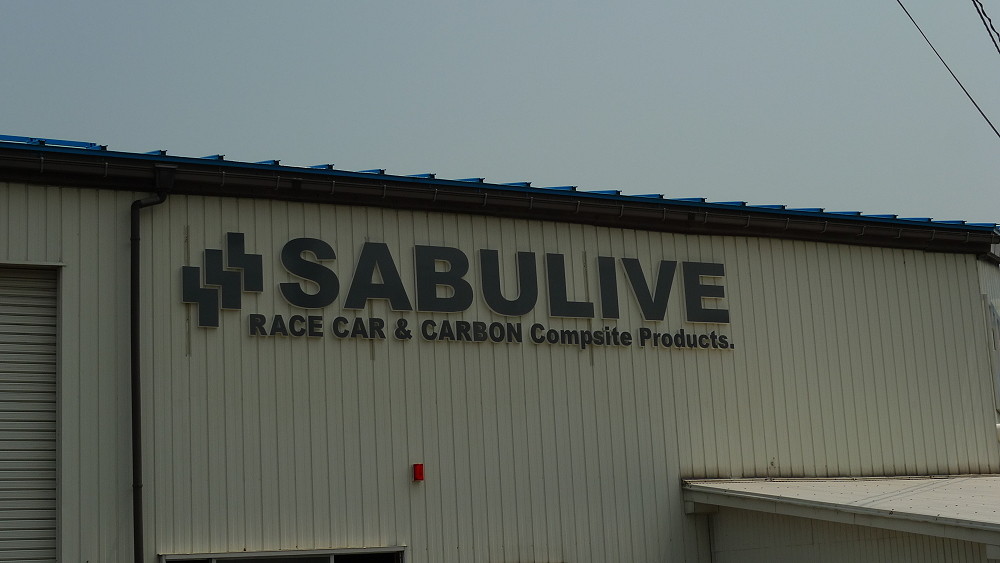 SABULIVE
RACE CAR & CARBON Compsite Products.